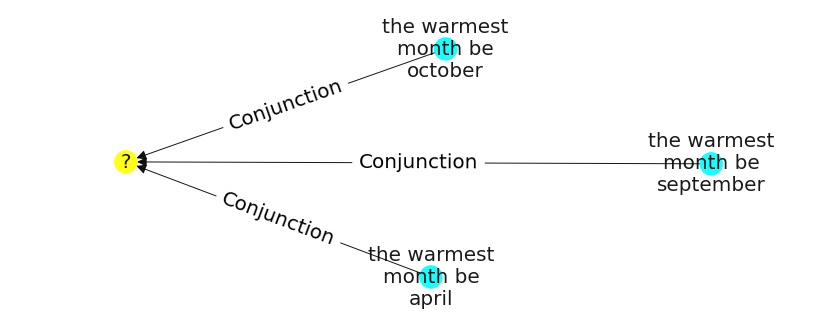 the warmest
month be
october
Conjunction
the warmest
month be
september
Conjunction
?
Conjunction
the warmest
month be
april